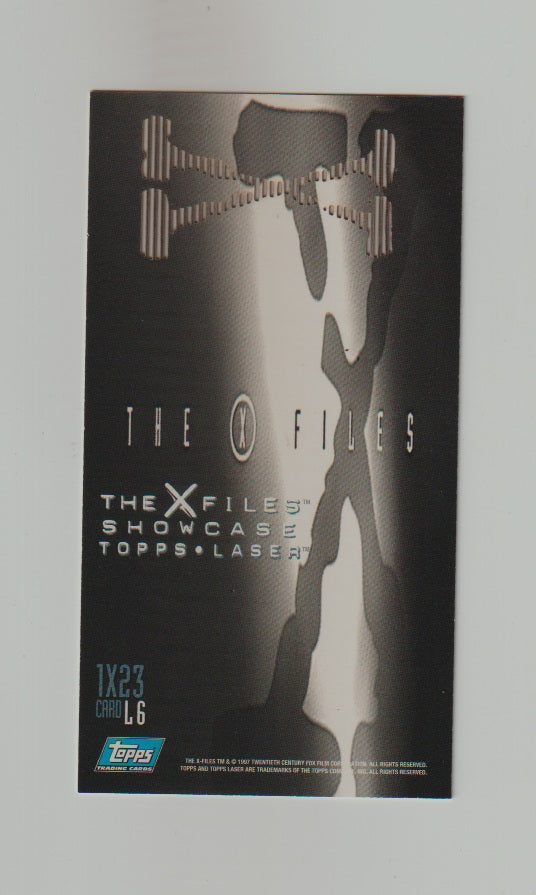 THE X FILES
THE X FILES™
SHOWCASE
TOPPS • LASER™
1X23
CARD L6
Topps
TRADING CARDS
THE X-FILES TM & © 1997 TWENTIETH CENTURY FOX FILM CORPORATION. ALL RIGHTS RESERVED.
TOPPS AND TOPPS LASER ARE TRADEMARKS OF THE TOPPS COMPANY, INC. ALL RIGHTS RESERVED.